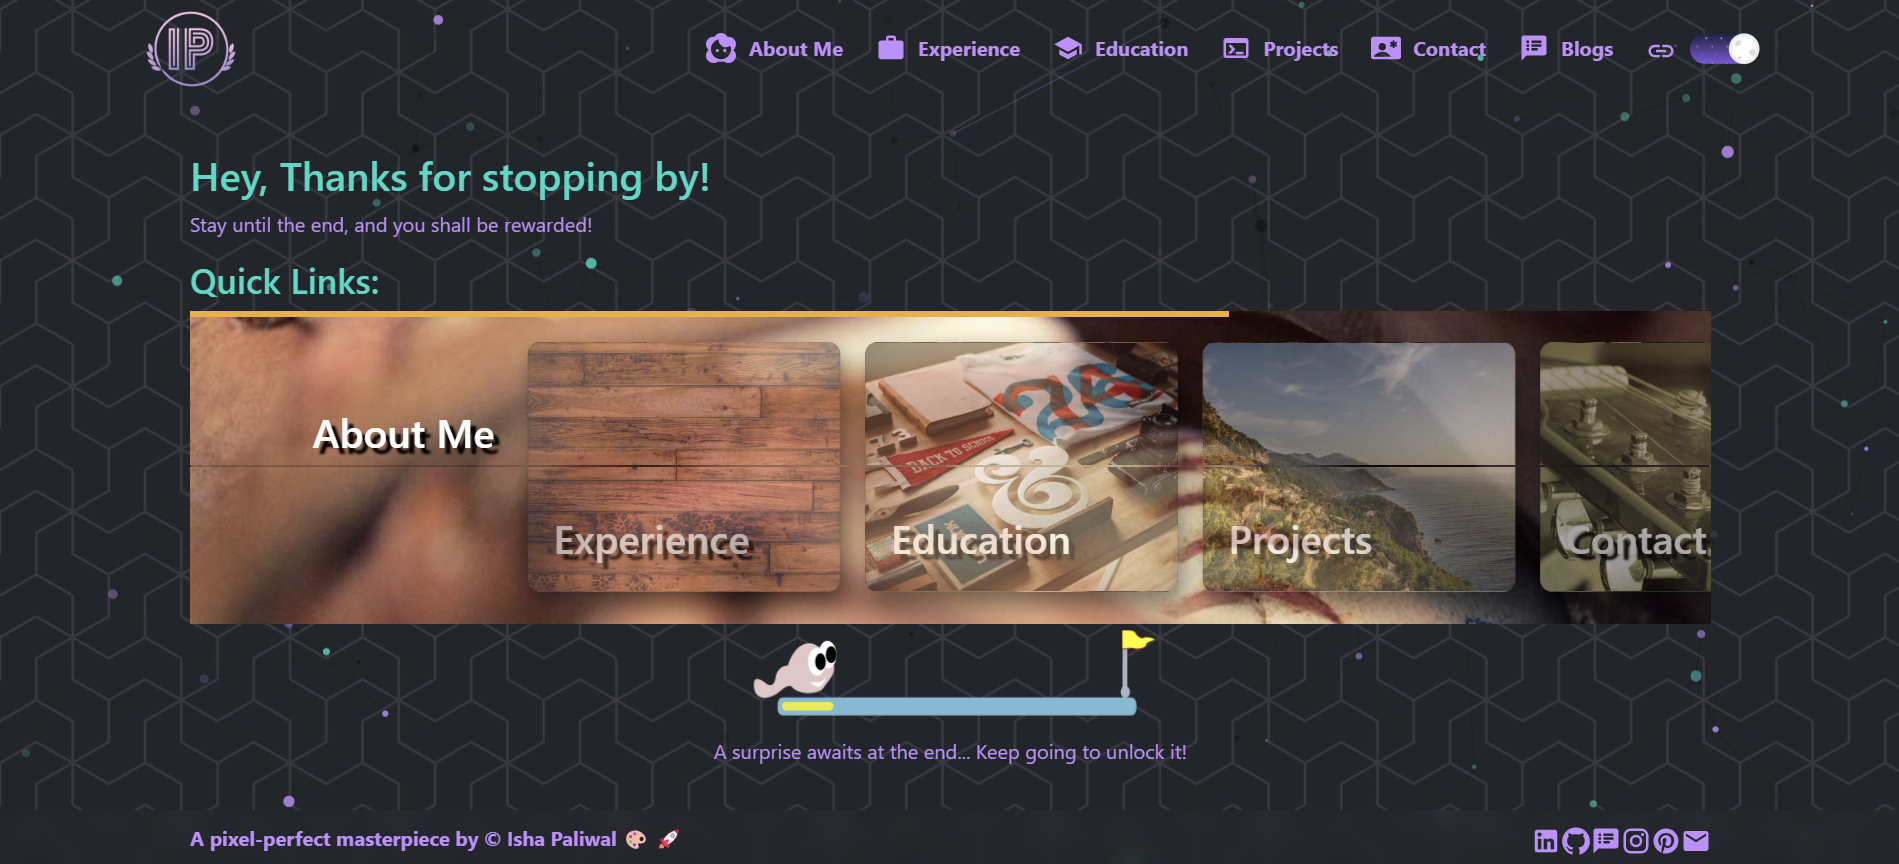 IP
About Me
Experience
Education
Projects
Contact
Blogs
Hey, Thanks for stopping by!
Stay until the end, and you shall be rewarded!
Quick Links:
About Me
Experience
BACK TO SCHOOL
&
Education
Projects
Contact
A surprise awaits at the end... Keep going to unlock it!
A pixel-perfect masterpiece by © Isha Paliwal 🎨 🚀
in